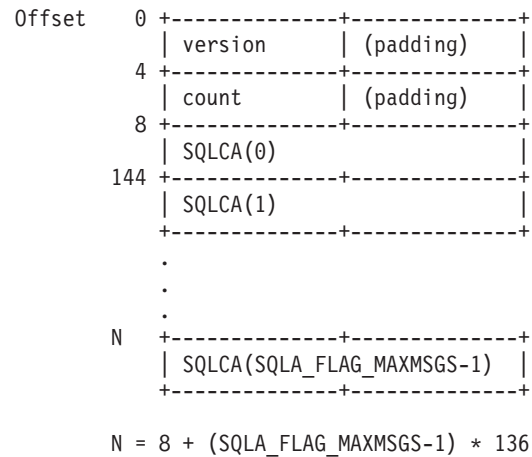 Offset    0 +--------------+--------------+
            | version      | (padding)    |
          4 +--------------+--------------+
            | count        | (padding)    |
          8 +--------------+--------------+
            | SQLCA(0)                    |
        144 +--------------+--------------+
            | SQLCA(1)                    |
            +--------------+--------------+
            .
            .
            .
        N   +--------------+--------------+
            | SQLCA(SQLA_FLAG_MAXMSGS-1)  |
            +--------------+--------------+
        N = 8 + (SQLA_FLAG_MAXMSGS-1) * 136